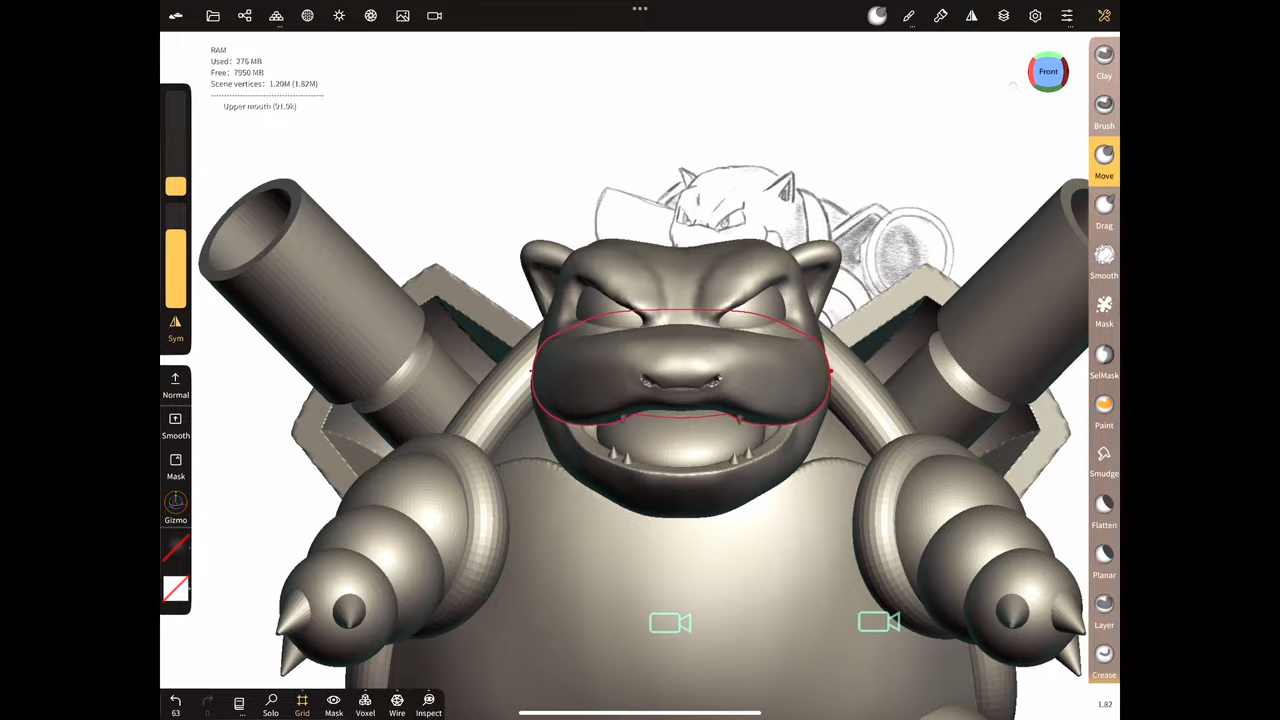 RAM
Used: 276 MB
Free: 7950 MB
Scene vertices: 1.20M (1.82M)
Upper mouth (91.0k)
Front
Clay
Brush
Move
Drag
Smooth
Mask
SelMask
Paint
Smudge
Flatten
Planar
Layer
Crease
1.82
Sym
Normal
Smooth
Mask
Gizmo
63
0
...
Solo
Grid
Mask
Voxel
Wire
Inspect